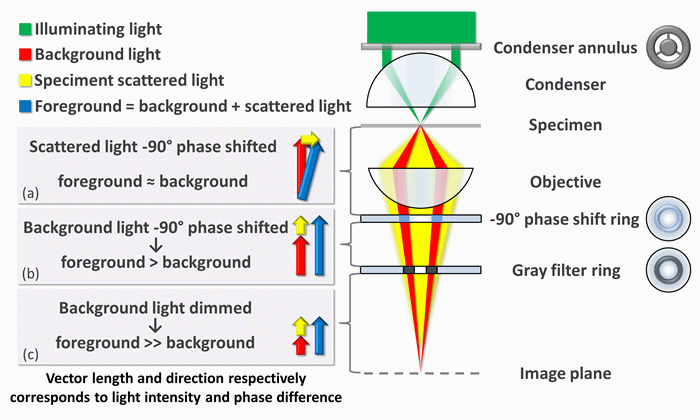 Illuminating light
Background light
Speciment scattered light
Foreground = background + scattered light
Condenser annulus
Condenser
Specimen
Scattered light -90° phase shifted
foreground ≈ background
(a)
Objective
-90° phase shift ring
Background light -90° phase shifted
↓
foreground > background
(b)
Gray filter ring
Background light dimmed
↓
foreground >> background
(c)
Image plane
Vector length and direction respectively
corresponds to light intensity and phase difference